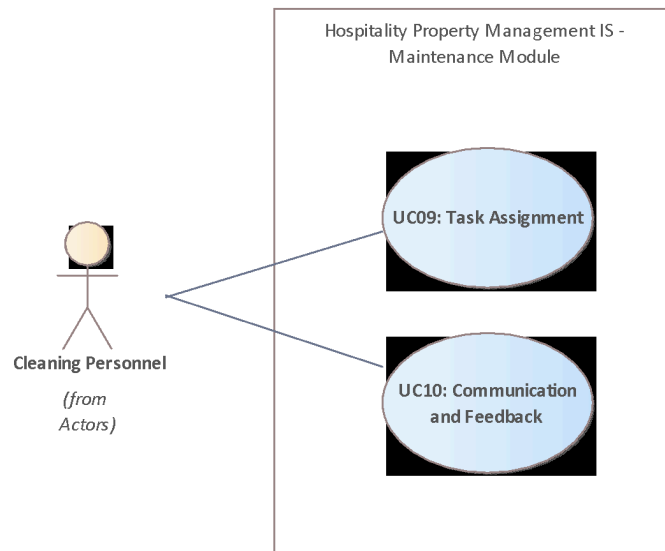 Hospitality Property Management IS -
Maintenance Module
UC09: Task Assignment
Cleaning Personnel
(from
Actors)
UC10: Communication
and Feedback